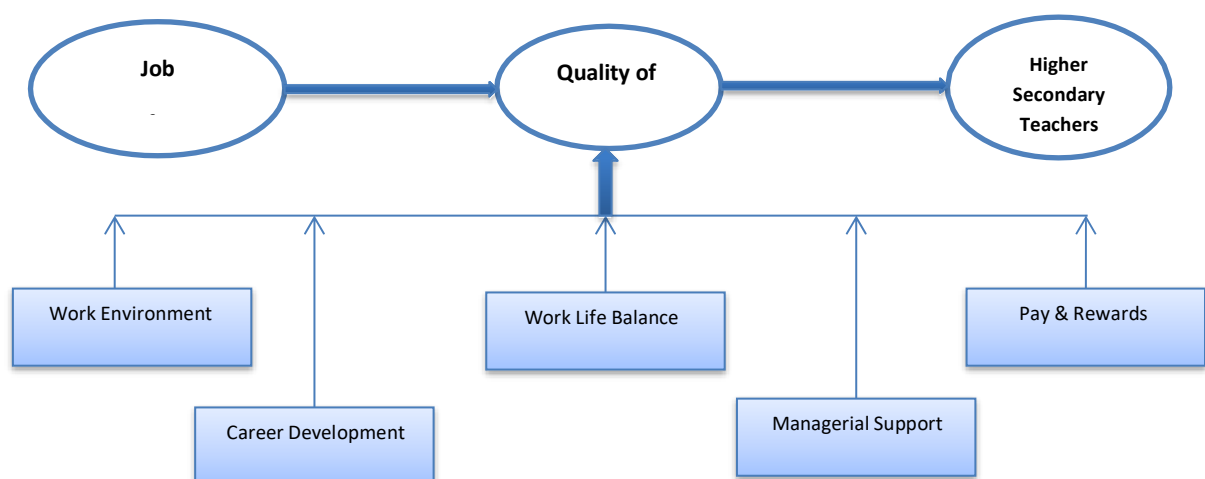 Job
Quality of
Higher
Secondary
Teachers
Work Environment
Work Life Balance
Pay & Rewards
Career Development
Managerial Support